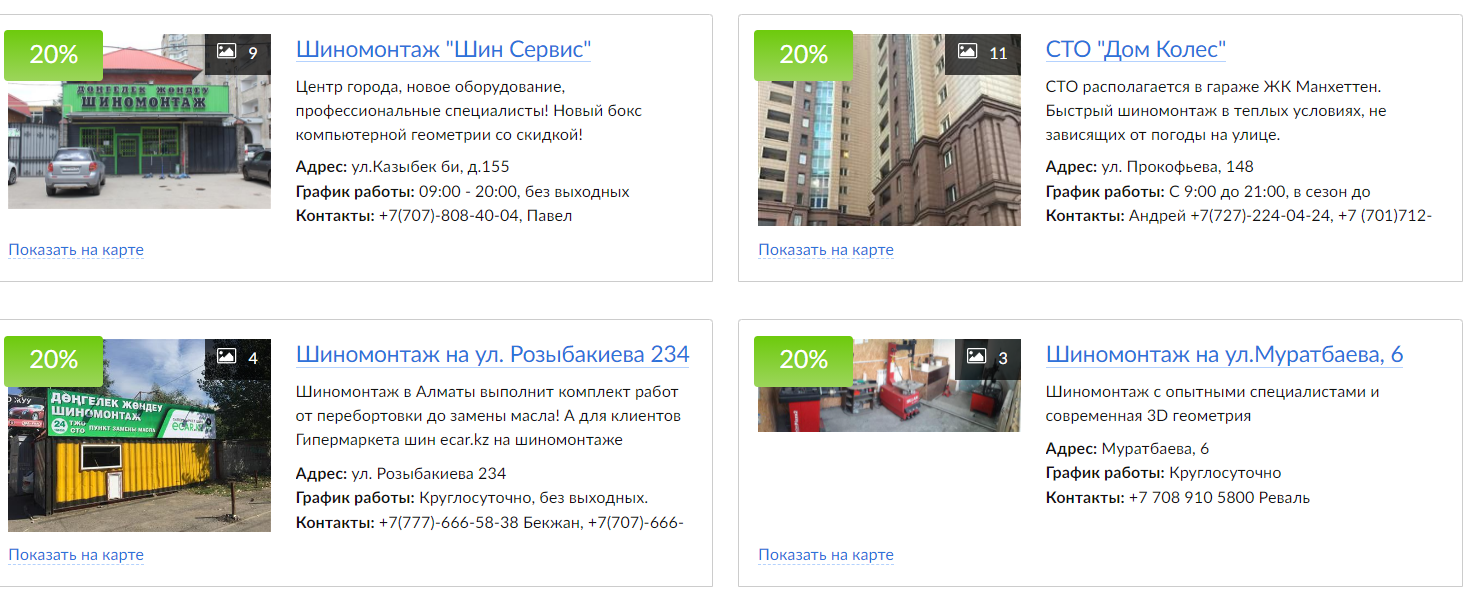 20%
9
ДӨҢГЕЛЕК ЖӨНДЕУ
ШИНОМОНТАЖ
Шиномонтаж "Шин Сервис"
Центр города, новое оборудование,
профессиональные специалисты! Новый бокс
компьютерной геометрии со скидкой!
Адрес: ул.Казыбек би, д.155
График работы: 09:00 - 20:00, без выходных
Контакты: +7(707)-808-40-04, Павел
Показать на карте
20%
11
СТО "Дом Колес"
СТО располагается в гараже ЖК Манхеттен.
Быстрый шиномонтаж в теплых условиях, не
зависящих от погоды на улице.
Адрес: ул. Прокофьева, 148
График работы: С 9:00 до 21:00, в сезон до
Контакты: Андрей +7(727)-224-04-24, +7 (701)712-
Показать на карте
20%
4
ДӨҢГЕЛЕК ЖӨНДЕУ
ШИНОМОНТАЖ
24
СТО ПУНКТ ЗАМЕНЫ МАСЛА
Шиномонтаж на ул. Розыбакиева 234
Шиномонтаж в Алматы выполнит комплект работ
от перебортовки до замены масла! А для клиентов
Гипермаркета шин ecar.kz на шиномонтаже
Адрес: ул. Розыбакиева 234
График работы: Круглосуточно, без выходных.
Контакты: +7(777)-666-58-38 Бекжан, +7(707)-666-
Показать на карте
20%
3
Шиномонтаж на ул.Муратбаева, 6
Шиномонтаж с опытными специалистами и
современная 3D геометрия
Адрес: Муратбаева, 6
График работы: Круглосуточно
Контакты: +7 708 910 5800 Реваль
Показать на карте